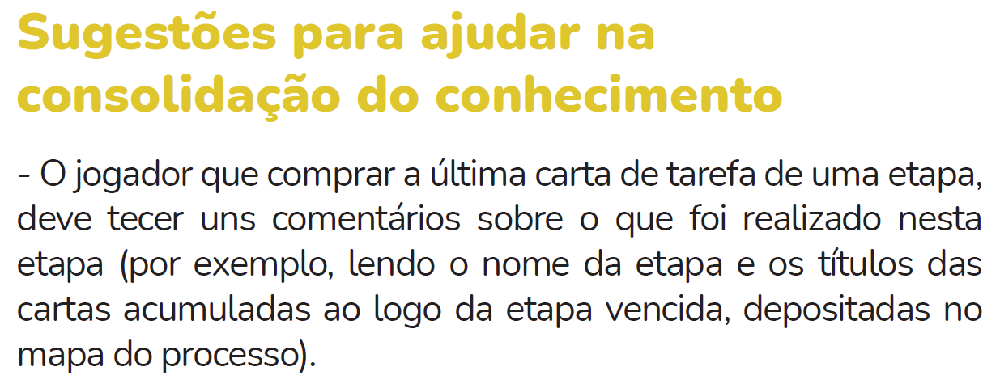 Sugestões para ajudar na
consolidação do conhecimento
- O jogador que comprar a última carta de tarefa de uma etapa,
deve tecer uns comentários sobre o que foi realizado nesta
etapa (por exemplo, lendo o nome da etapa e os títulos das
cartas acumuladas ao logo da etapa vencida, depositadas no
mapa do processo).